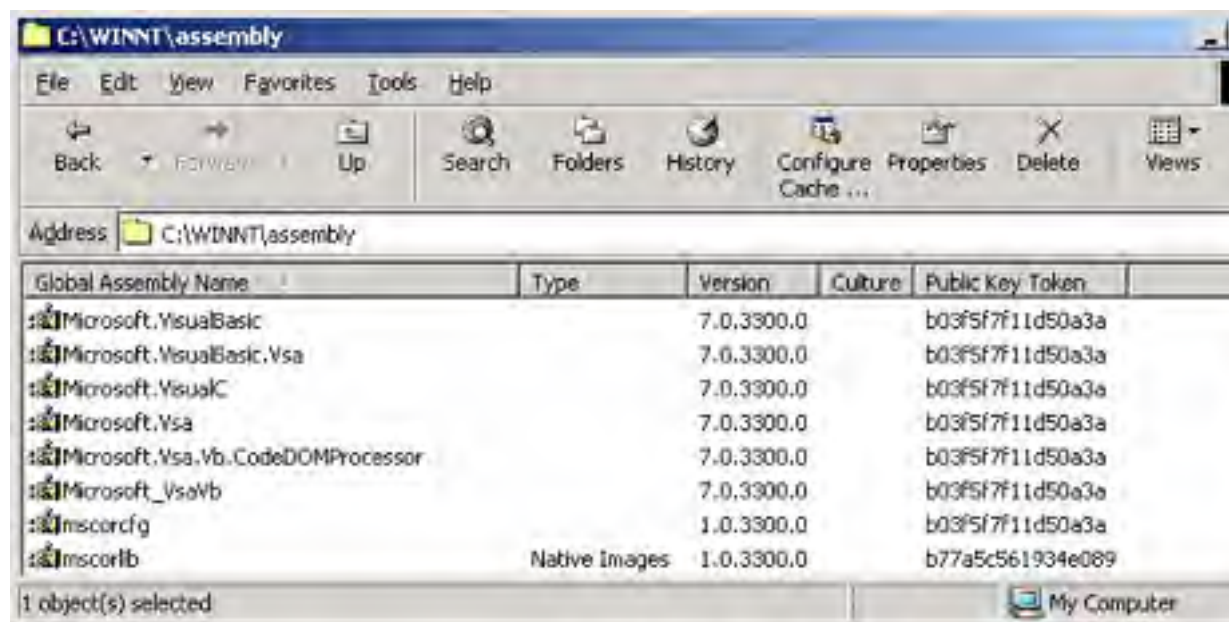 C:\WINNT\assembly
File Edit View Favorites Tools Help
Back Forward Up Search Folders History Configure Cache ... Properties Delete Views
Address C:\WINNT\assembly
Global Assembly Name Type Version Culture Public Key Token
Microsoft.VisualBasic 7.0.3300.0 b03f5f7f11d50a3a
Microsoft.VisualBasic.Vsa 7.0.3300.0 b03f5f7f11d50a3a
Microsoft.VisualC 7.0.3300.0 b03f5f7f11d50a3a
Microsoft.Vsa 7.0.3300.0 b03f5f7f11d50a3a
Microsoft.Vsa.Vb.CodeDOMProcessor 7.0.3300.0 b03f5f7f11d50a3a
Microsoft_VsaVb 7.0.3300.0 b03f5f7f11d50a3a
mscorcfg 1.0.3300.0 b03f5f7f11d50a3a
mscorlib Native Images 1.0.3300.0 b77a5c561934e089
1 object(s) selected My Computer